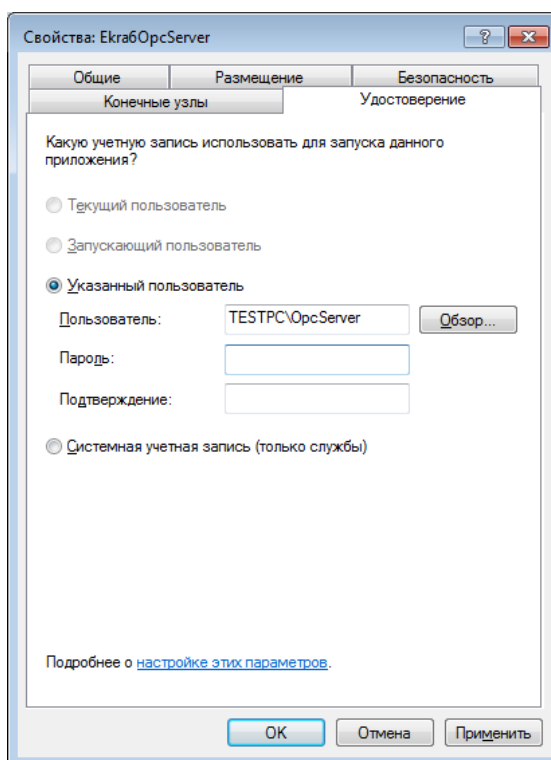 Свойства: Ekra6OpcServer
Общие
Размещение
Безопасность
Конечные узлы
Удостоверение
Какую учетную запись использовать для запуска данного
приложения?
Текущий пользователь
Запускающий пользователь
Указанный пользователь
Пользователь:
TESTPC\OpcServer
Обзор...
Пароль:
Подтверждение:
Системная учетная запись (только службы)
Подробнее о настройке этих параметров.
OK
Отмена
Применить